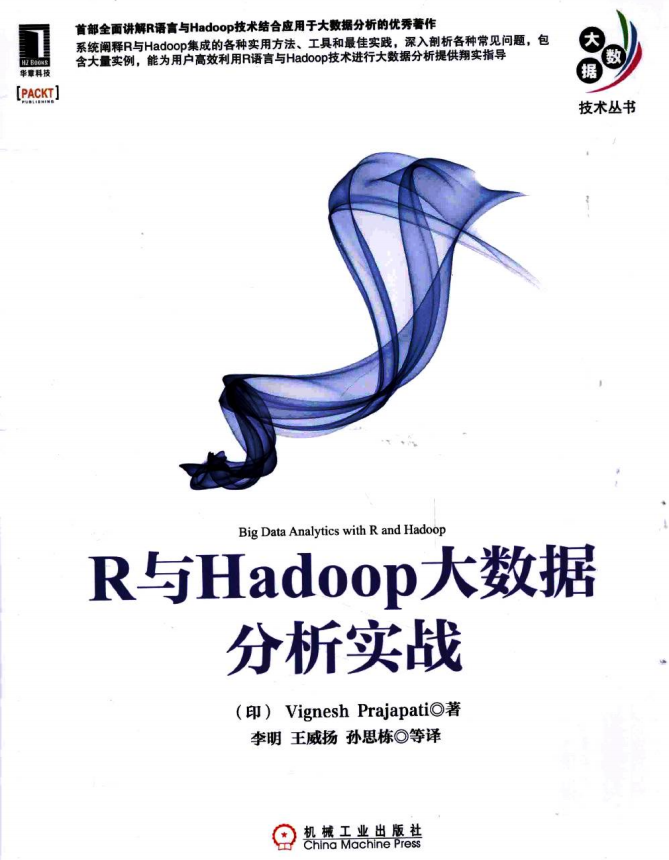 首部全面讲解R语言与Hadoop技术结合应用于大数据分析的优秀著作
系统阐释R与Hadoop集成的各种实用方法、工具和最佳实践，深入剖析各种常见问题，包
含大量实例，能为用户高效利用R语言与Hadoop技术进行大数据分析提供翔实指导
HZ Books
华章科技
[PACKT]
PUBLISHING
大
数
据
技术丛书
Big Data Analytics with R and Hadoop
R与Hadoop大数据
分析实战
（印） Vignesh Prajapati◎著
李明 王威扬 孙思栋◎等译
机械工业出版社
China Machine Press